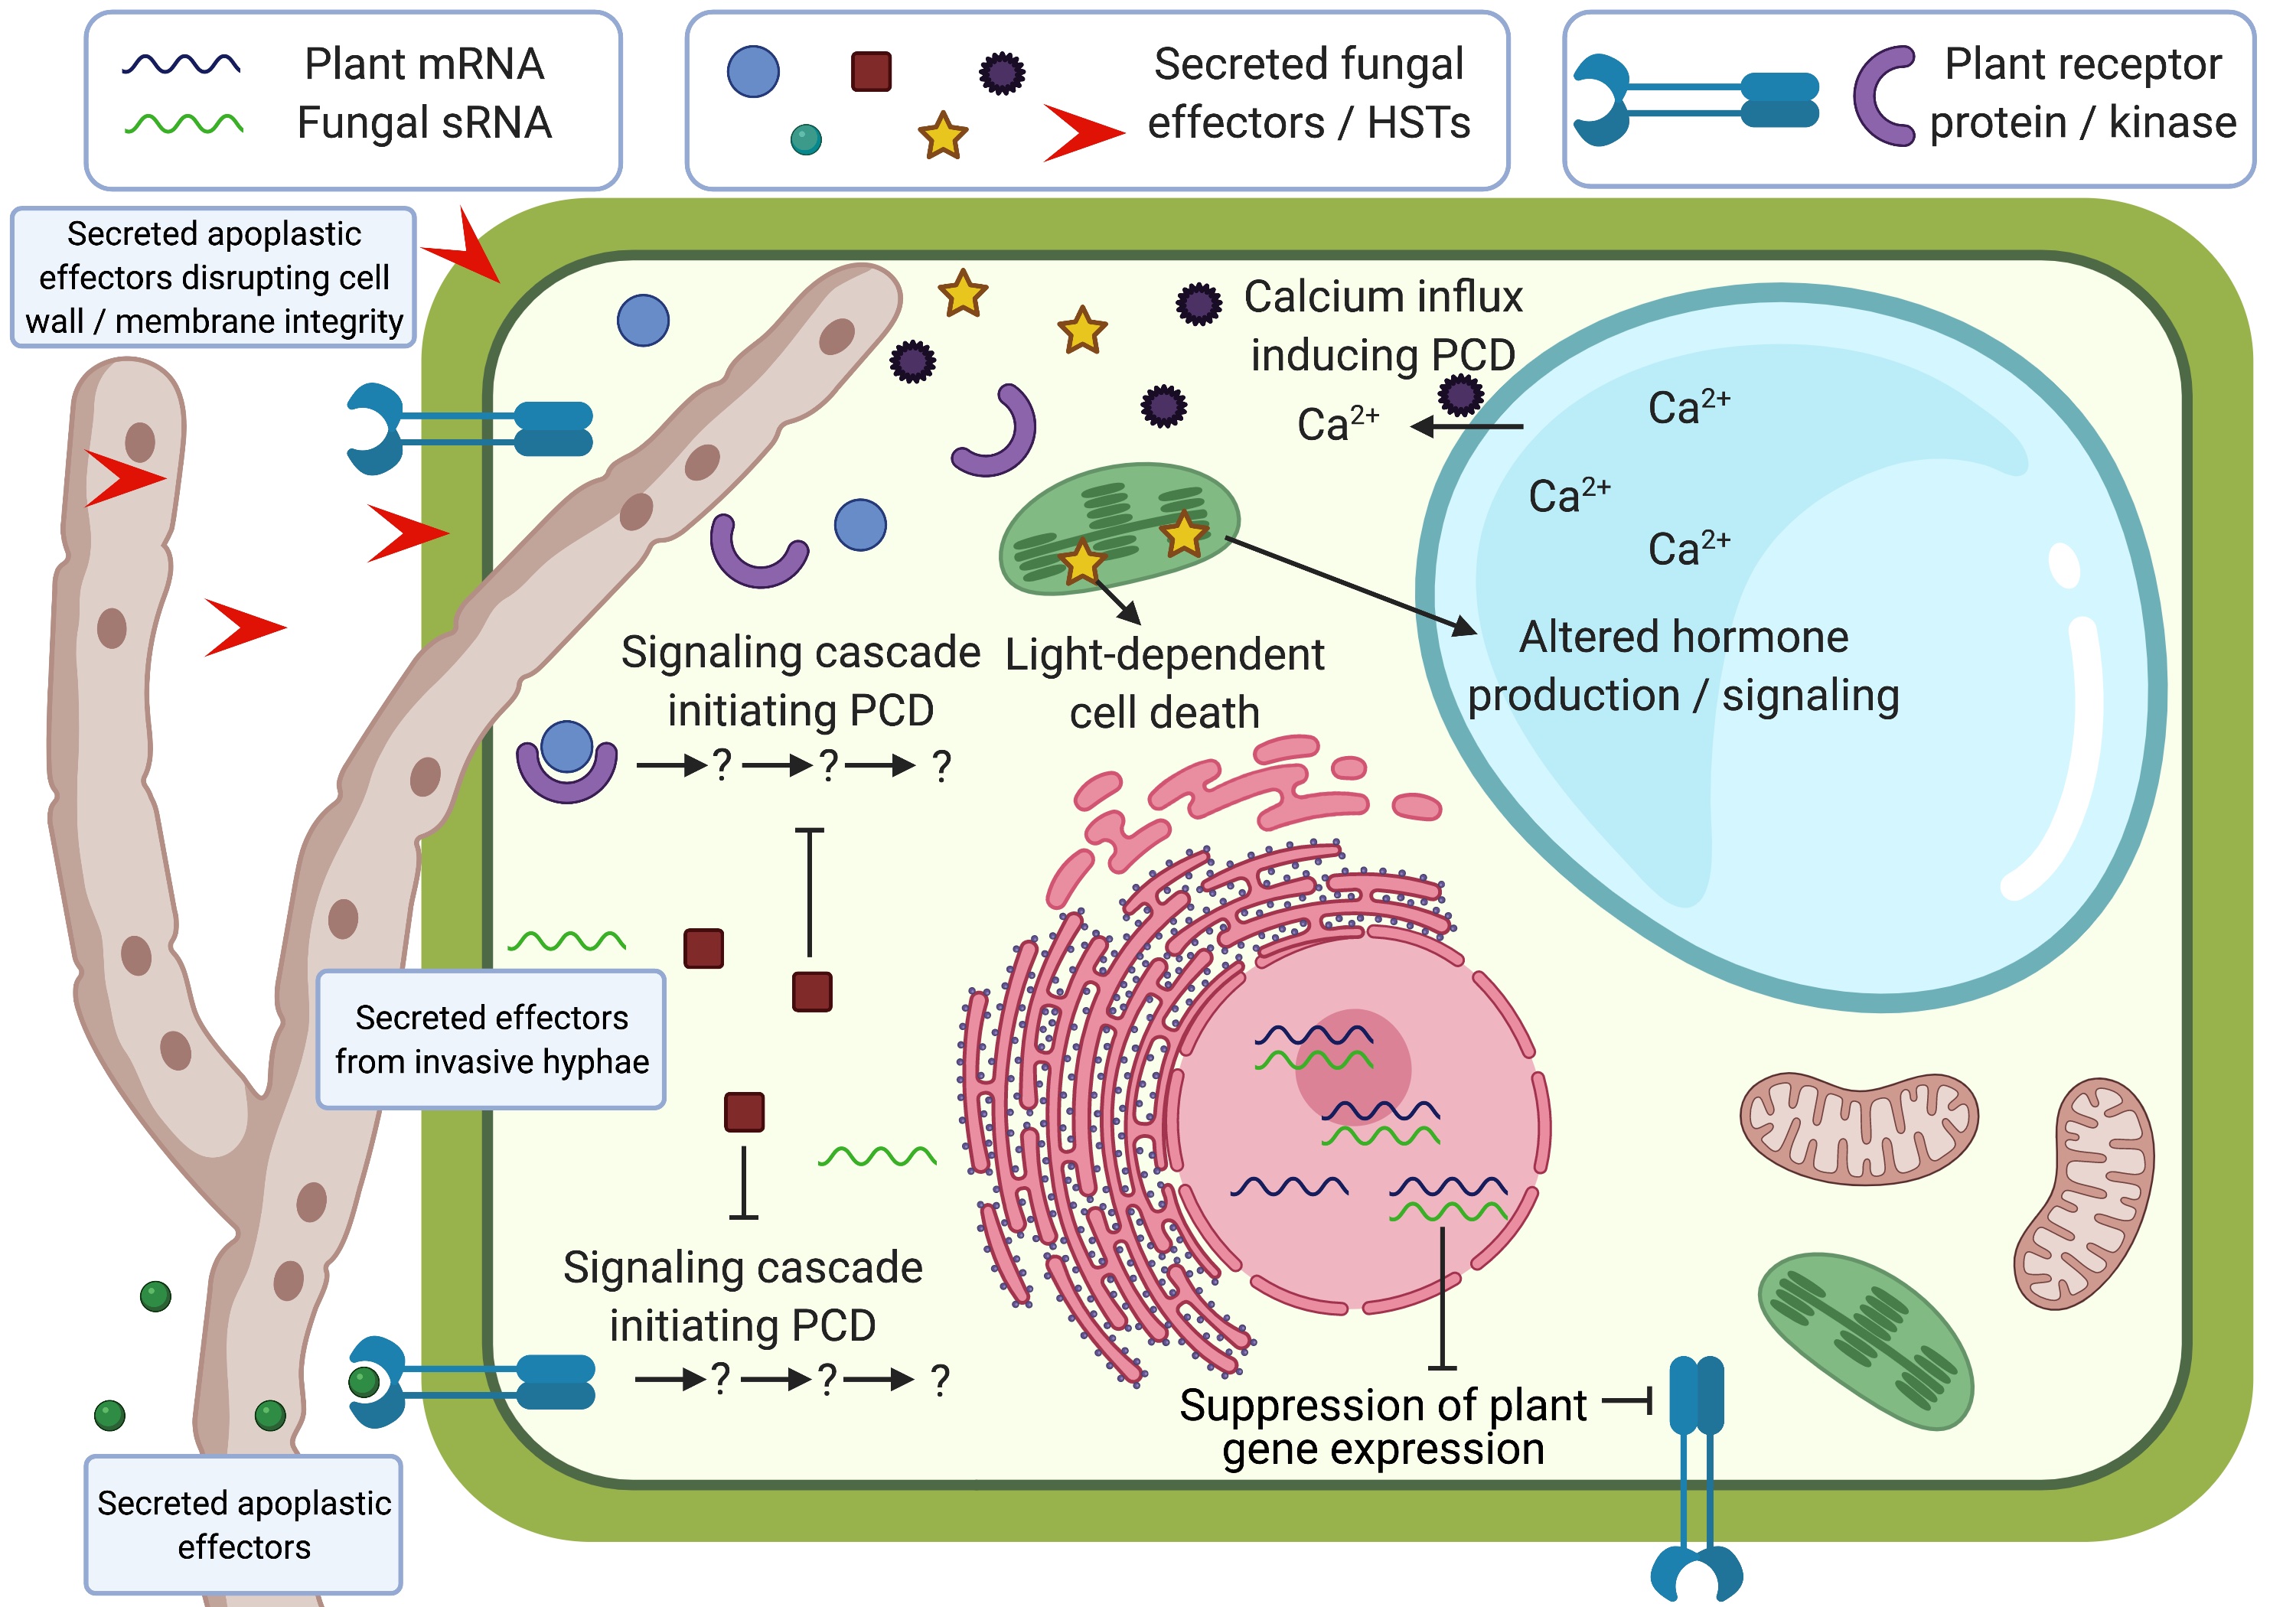 Plant mRNA
Fungal sRNA
Secreted fungal
effectors / HSTs
Plant receptor
protein / kinase
Secreted apoplastic
effectors disrupting cell
wall / membrane integrity
Calcium influx
inducing PCD
Ca²⁺
Ca²⁺
Ca²⁺
Ca²⁺
Signaling cascade
initiating PCD
? ? ?
Light-dependent
cell death
Altered hormone
production / signaling
Secreted effectors
from invasive hyphae
Signaling cascade
initiating PCD
? ? ?
Suppression of plant
gene expression
Secreted apoplastic
effectors